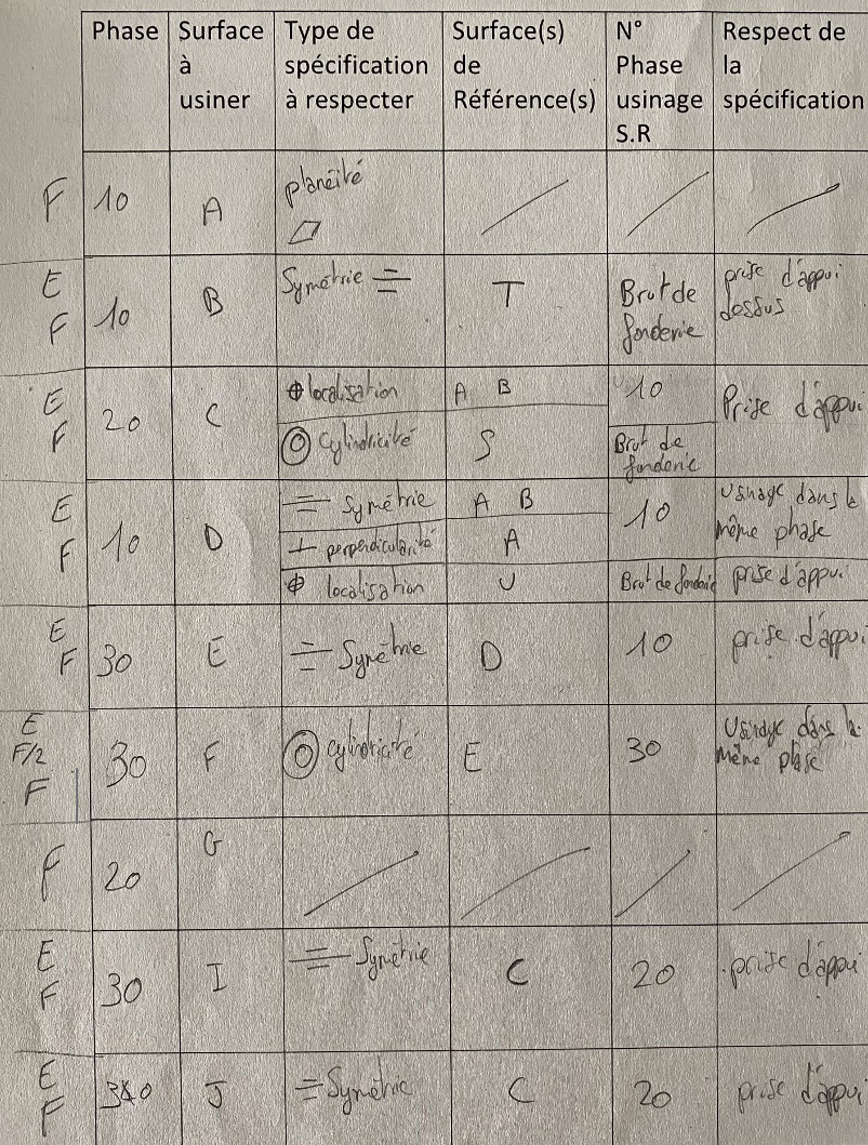 Phase Surface à usiner Type de spécification à respecter Surface(s) de Référence(s) N° Phase usinage S.R Respect de la spécification
F 10 A planéité ⏥
E F 10 B Symétrie ⌯ T Brut de fonderie prise d'appui dessus
E F 20 C ⌖ localisation A B 10 Prise d'appui
◎ Cylindricité S Brut de fonderie
E F 10 D ⌯ Symétrie A B 10 Usinage dans la même phase
⊥ perpendicularité A
⌖ localisation U Brut de fonderie prise d'appui
E F 30 E ⌯ Symétrie D 10 prise d'appui
E F/2 F 30 F ◎ Cylindricité E 30 Usinage dans la même phase
F 20 G
E F 30 I ⌯ Symétrie C 20 prise d'appui
E F J ⌯ Symétrie C 20 prise d'appui